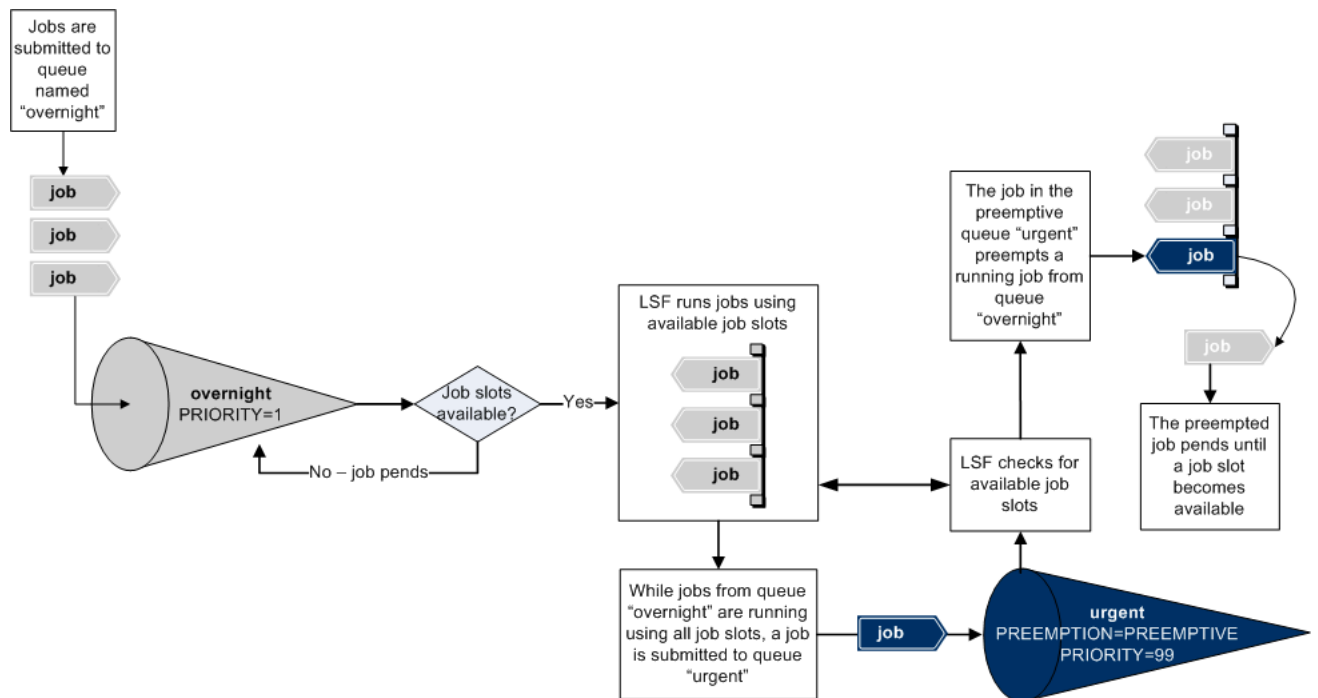 Jobs are
submitted to
queue
named
“overnight”
job
job
job
overnight
PRIORITY=1
Job slots
available?
Yes
No – job pends
LSF runs jobs using
available job slots
job
job
job
While jobs from queue
“overnight” are running
using all job slots, a job
is submitted to queue
“urgent”
job
urgent
PREEMPTION=PREEMPTIVE
PRIORITY=99
LSF checks for
available job
slots
The job in the
preemptive
queue “urgent”
preempts a
running job from
queue
“overnight”
job
job
job
job
The preempted
job pends until
a job slot
becomes
available